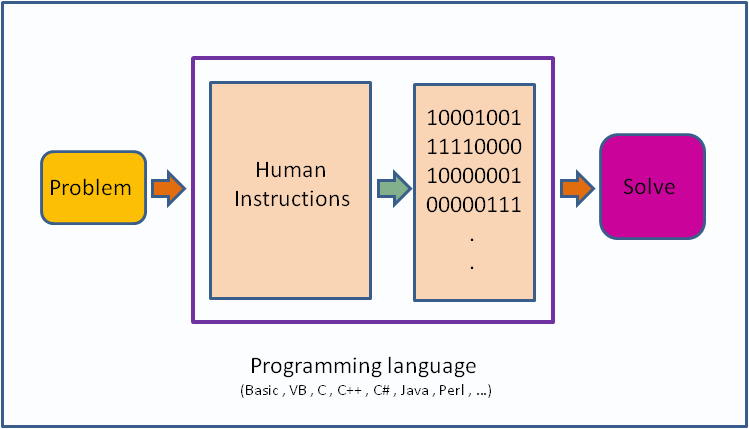 Problem
Human
Instructions
10001001
11110000
10000001
00000111
.
.
Solve
Programming language
(Basic , VB , C , C++ , C# , Java , Perl , ...)